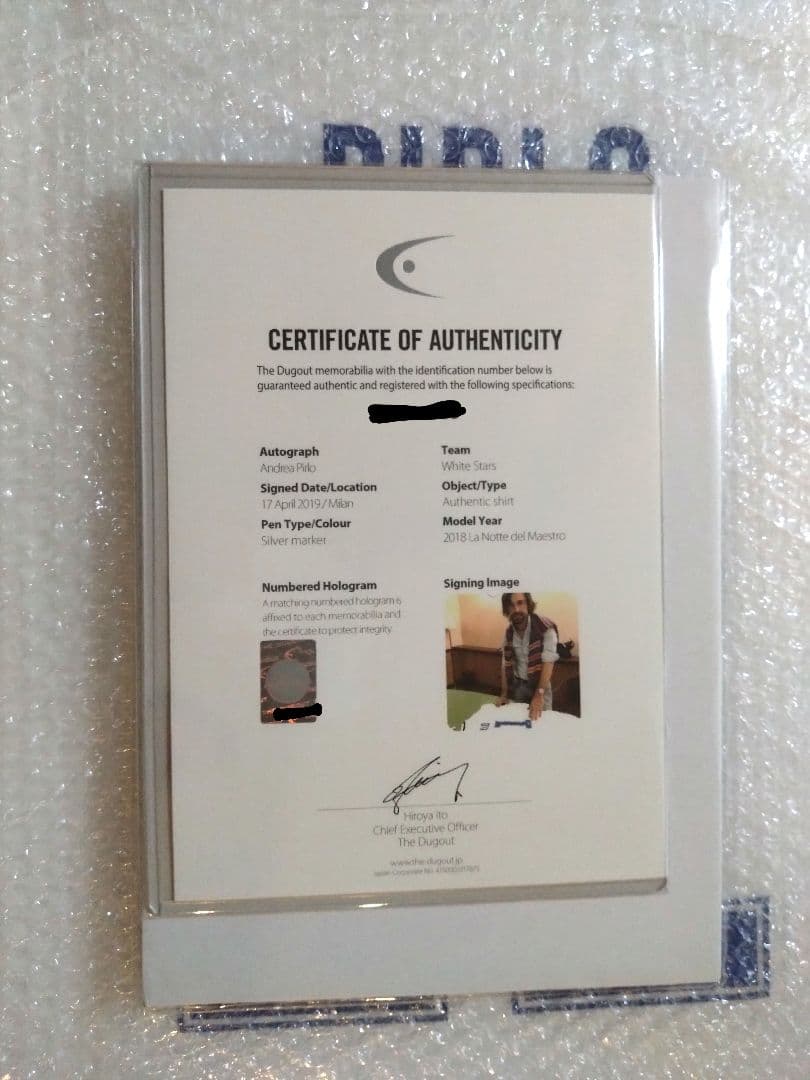 PIRLO
CERTIFICATE OF AUTHENTICITY
The Dugout memorabilia with the identification number below is
guaranteed authentic and registered with the following specifications:
Autograph
Andrea Pirlo
Signed Date/Location
17 April 2019/ Milan
Pen Type/Colour
Silver marker
Team
White Stars
Object/Type
Authentic shirt
Model Year
2018 La Notte del Maestro
Numbered Hologram
A matching numbered hologram is
affixed to each memorabilia and
the certificate to protect integrity.
Signing Image
Hiroya Ito
Chief Executive Officer
The Dugout
www.the-dugout.jp
Japan Corporate No.